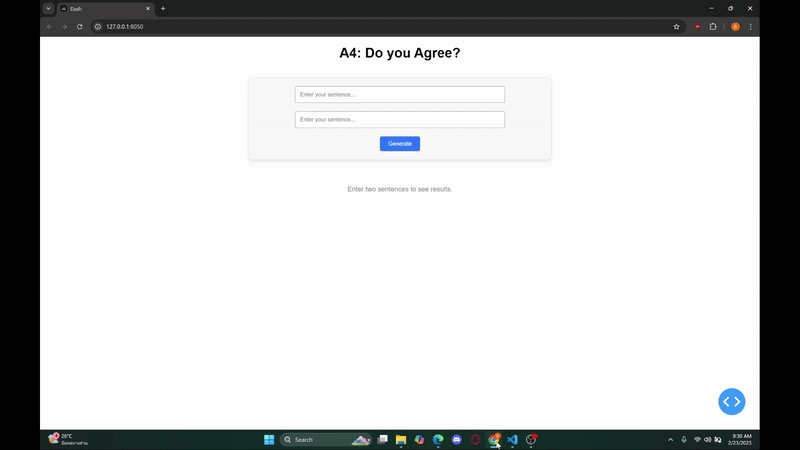 Dash
127.0.0.1:8050
A4: Do you Agree?
Enter your sentence...
Enter your sentence...
Generate
Enter two sentences to see results.
26°C
Search
9:30 AM
2/23/2025